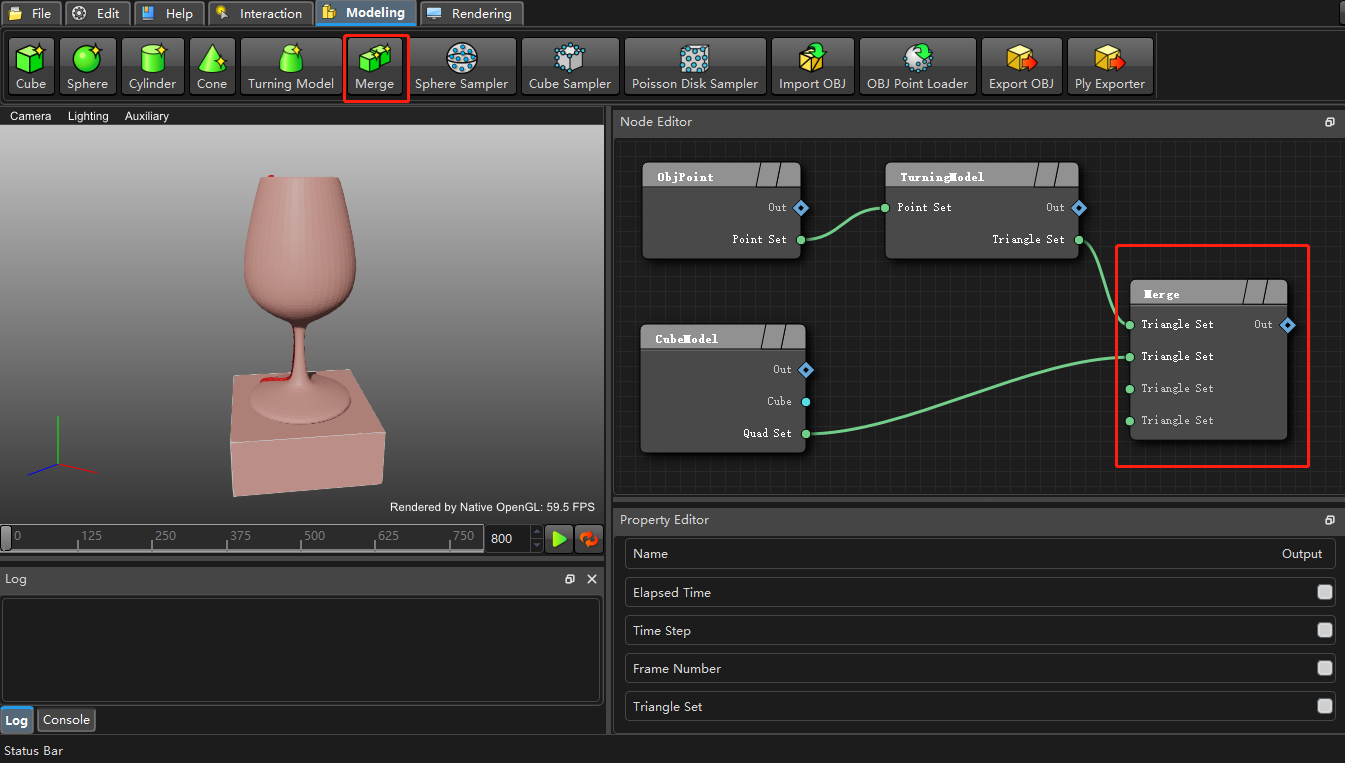 File Edit Help Interaction Modeling Rendering
Cube Sphere Cylinder Cone Turning Model Merge Sphere Sampler Cube Sampler Poisson Disk Sampler Import OBJ OBJ Point Loader Export OBJ Ply Exporter
Camera Lighting Auxiliary
Rendered by Native OpenGL: 59.5 FPS
0 125 250 375 500 625 750 800
Log
Log Console
Node Editor
ObjPoint
Out
Point Set
TurningModel
Point Set Out
Triangle Set
CubeModel
Out
Cube
Quad Set
Merge
Triangle Set Out
Triangle Set
Triangle Set
Triangle Set
Property Editor
Name Output
Elapsed Time
Time Step
Frame Number
Triangle Set
Status Bar